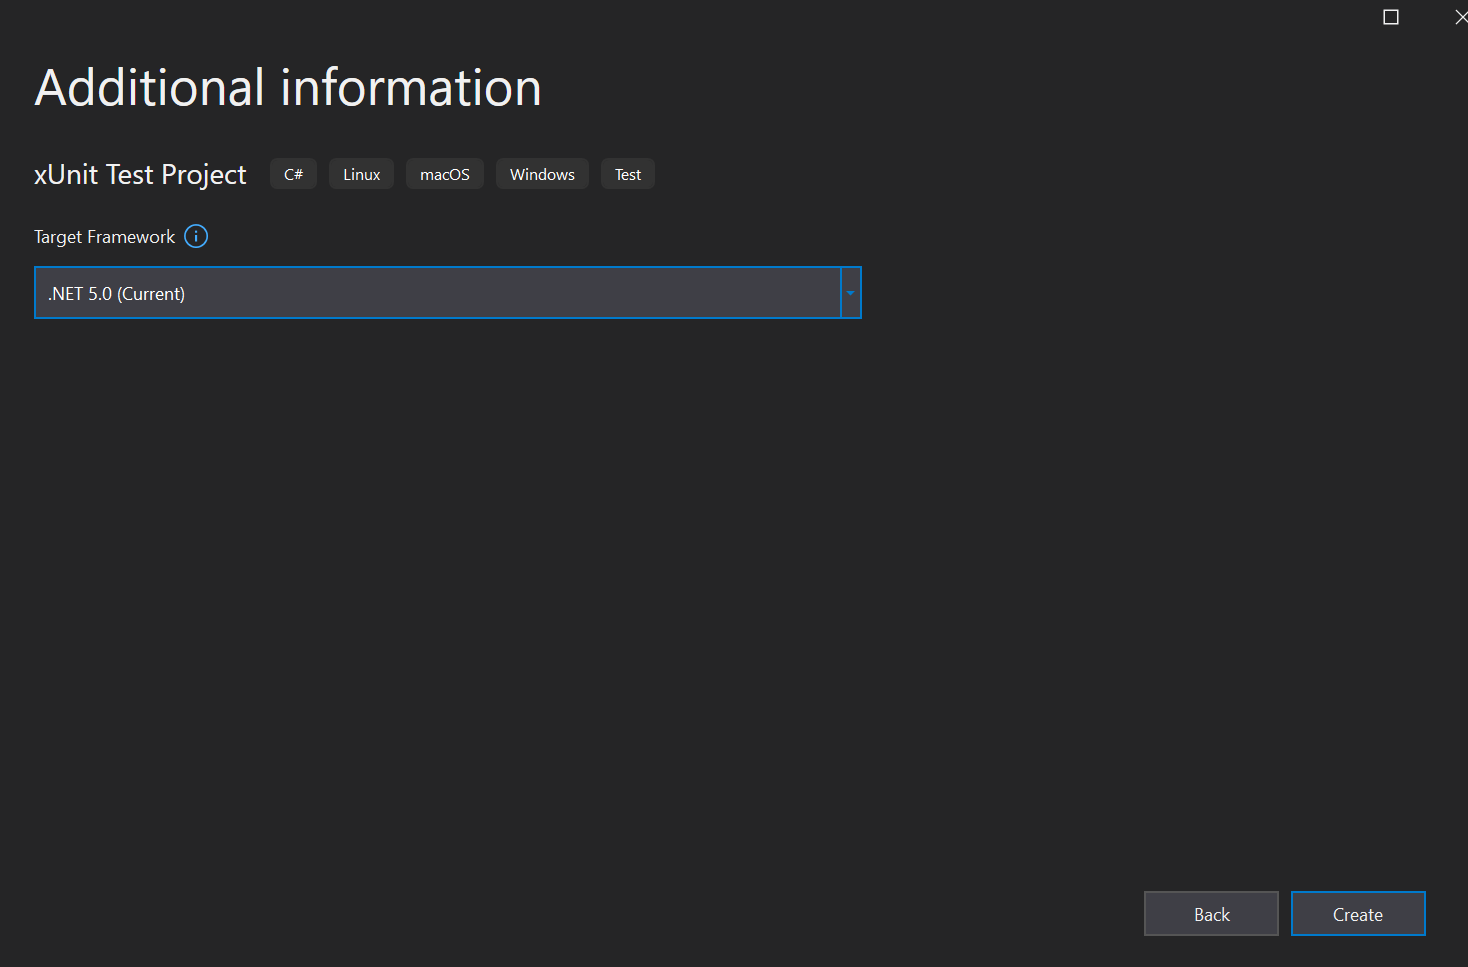 Additional information
xUnit Test Project C# Linux macOS Windows Test
Target Framework
.NET 5.0 (Current)
Back Create